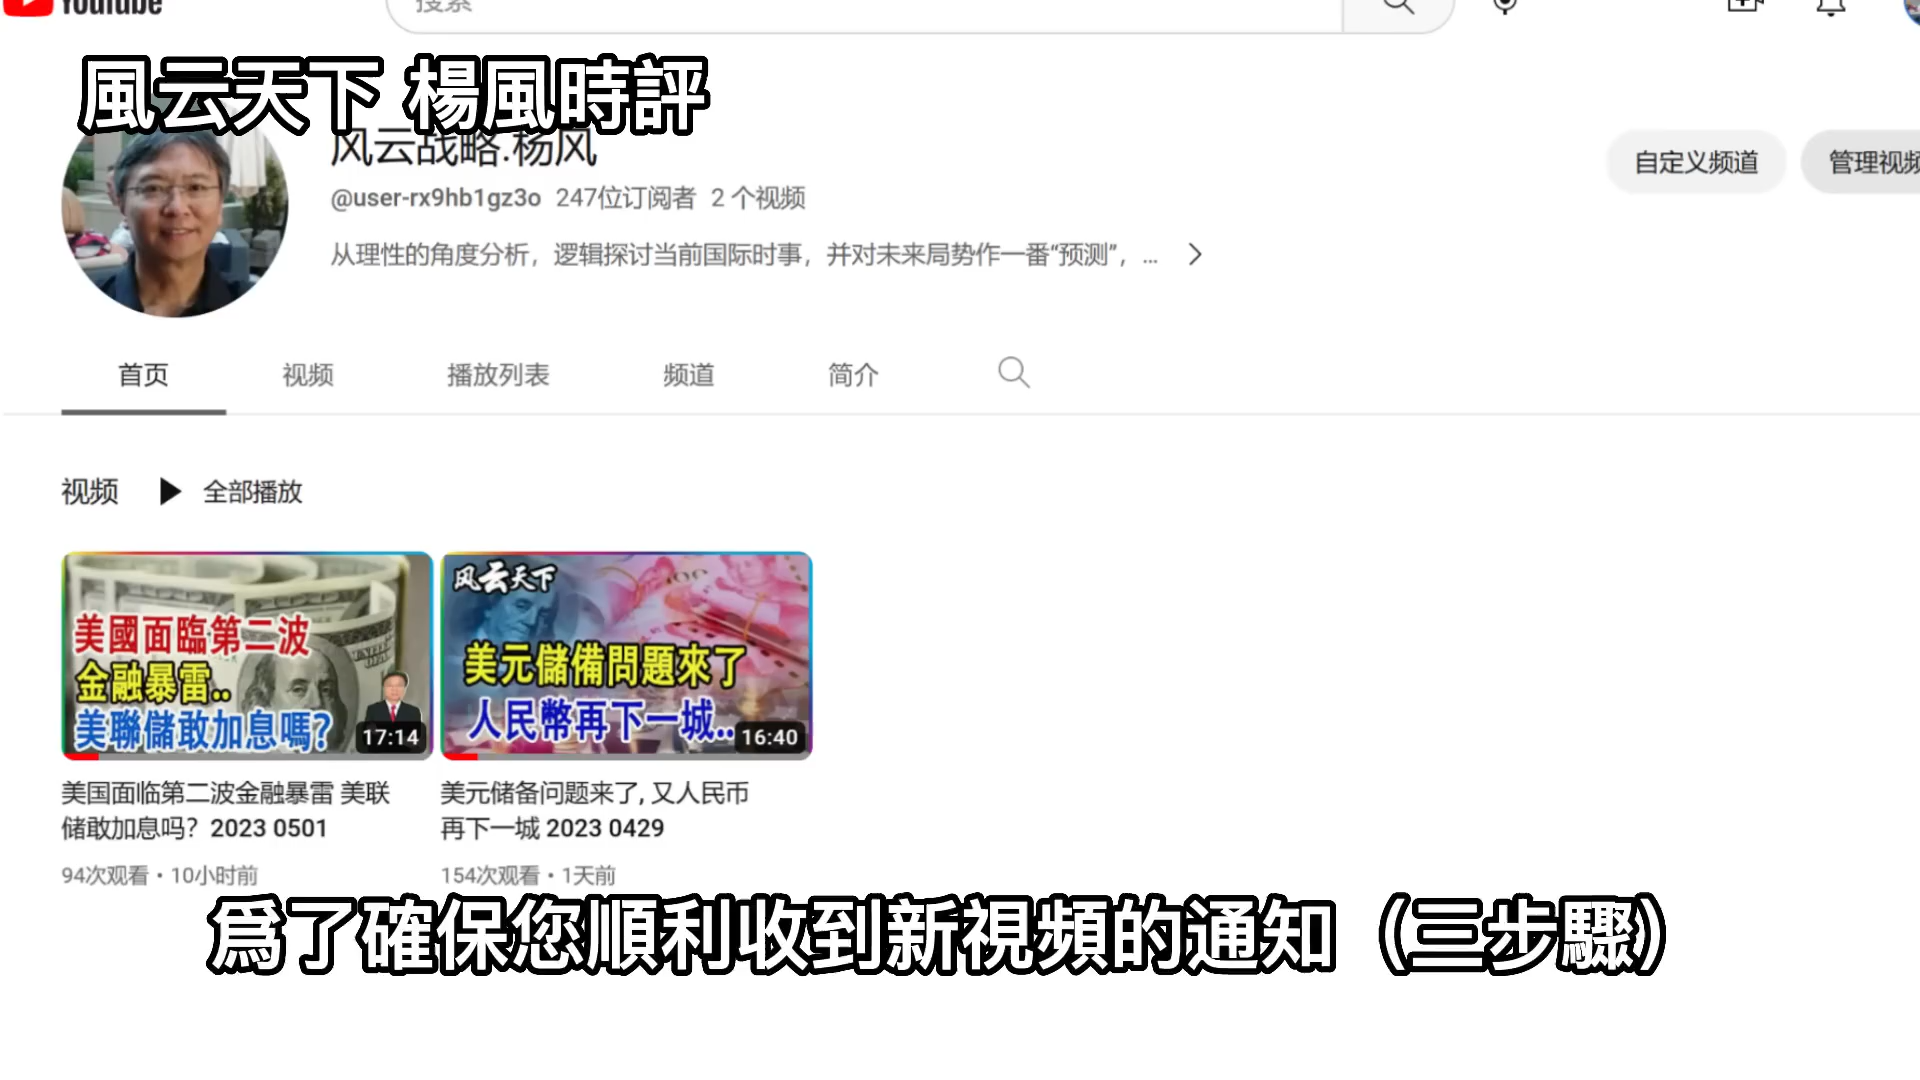 YouTube
搜索
風云天下 楊風時評
风云战略.杨风
@user-rx9hb1gz3o 247位订阅者 2 个视频
从理性的角度分析，逻辑探讨当前国际时事，并对未来局势作一番“预测”，...
自定义频道
管理视频
首页 视频 播放列表 频道 简介
视频 全部播放
美國面臨第二波
金融暴雷..
美聯儲敢加息嗎?
17:14
风云天下
美元儲備問題來了
人民幣再下一城..
16:40
美国面临第二波金融暴雷 美联
储敢加息吗？2023 0501
94次观看・10小时前
美元储备问题来了, 又人民币
再下一城 2023 0429
154次观看・1天前
爲了確保您順利收到新視頻的通知（三步驟）